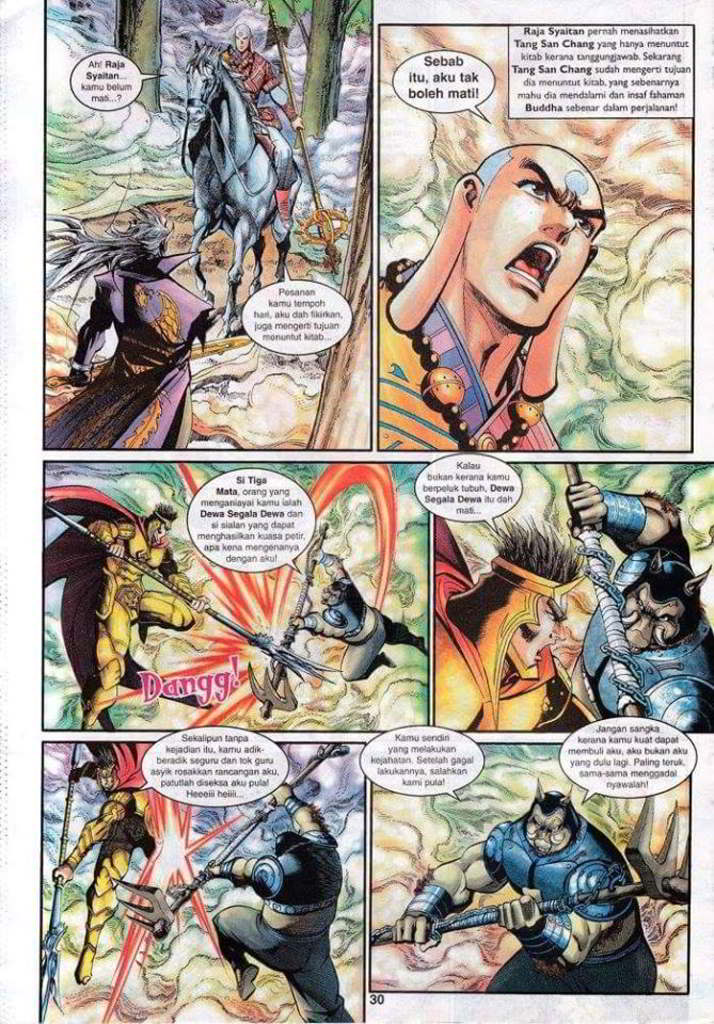 Ah! Raja
Syaitan...
kamu belum
mati...?
Pesanan
kamu tempoh
hari, aku dah fikirkan,
juga mengerti tujuan
menuntut kitab...
Sebab
itu, aku tak
boleh mati!
Raja Syaitan pernah menasihatkan
Tang San Chang yang hanya menuntut
kitab kerana tanggungjawab. Sekarang
Tang San Chang sudah mengerti tujuan
dia menuntut kitab, yang sebenarnya
mahu dia mendalami dan insaf fahaman
Buddha sebenar dalam perjalanan!
Si Tiga
Mata, orang yang
menganiayai kamu ialah
Dewa Segala Dewa dan
si sialan yang dapat
menghasilkan kuasa petir,
apa kena mengenanya
dengan aku!
Dangg!
Kalau
bukan kerana kamu
berpeluk tubuh, Dewa
Segala Dewa itu dah
mati...
Sekalipun tanpa
kejadian itu, kamu adik-
beradik seguru dan tok guru
asyik rosakkan rancangan aku,
patutlah diseksa aku pula!
Heeeiii heiii...
Kamu sendiri
yang melakukan
kejahatan. Setelah gagal
lakukannya, salahkan
kami pula!
Jangan sangka
kerana kamu kuat dapat
membuli aku, aku bukan aku
yang dulu lagi. Paling teruk,
sama-sama menggadai
nyawalah!
30